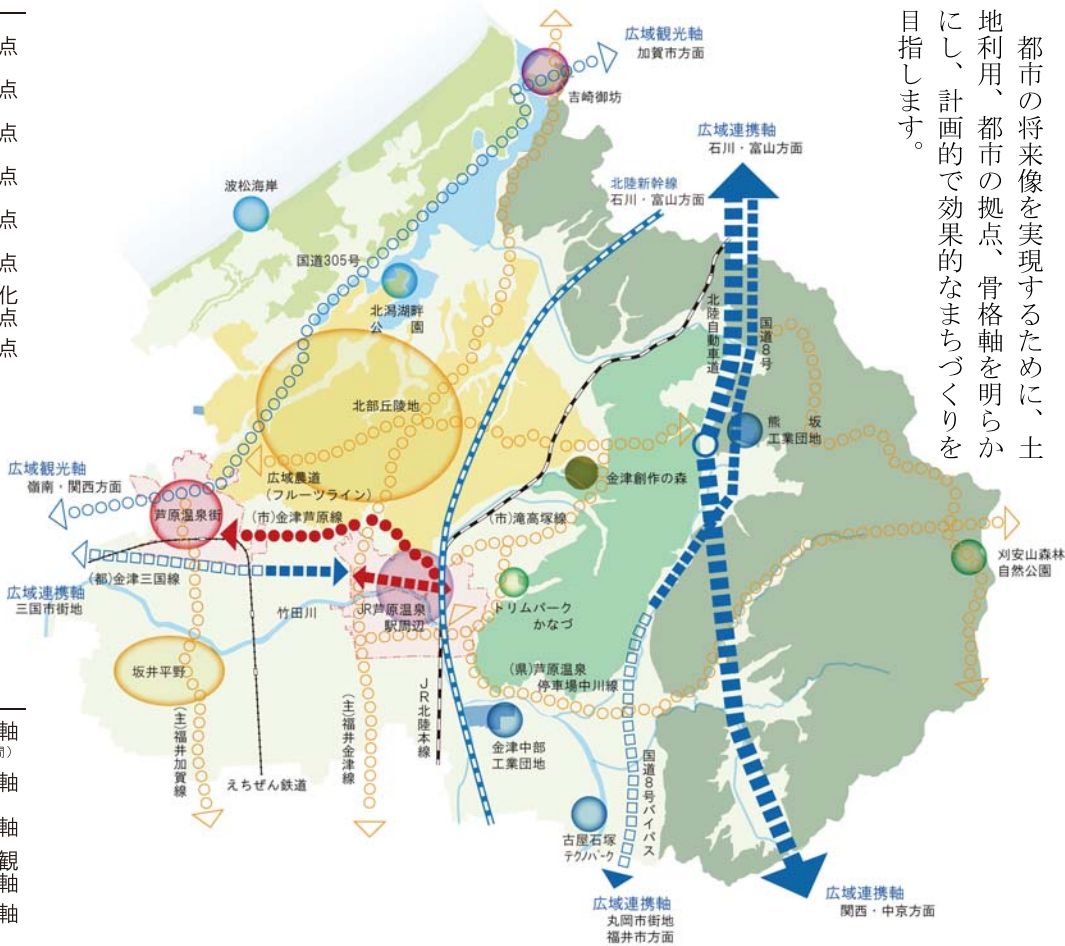 都市の将来像を実現するために、土
地利用、都市の拠点、骨格軸を明らか
にし、計画的で効果的なまちづくりを
目指します。
点
点
点
点
点
点
化
点
点
軸
軸
軸
観
軸
軸
広域観光軸
加賀市方面
吉崎御坊
広域連携軸
石川・富山方面
北陸新幹線
石川・富山方面
波松海岸
国道305号
北潟湖畔
公園
北陸自動車道
国道8号
北部丘陵地
熊坂
工業団地
広域観光軸
嶺南・関西方面
広域農道
(フルーツライン)
金津創作の森
芦原温泉街
(市)金津芦原線
(市)滝高塚線
刈安山森林
自然公園
(都)金津三国線
広域連携軸
三国市街地
竹田川
JR芦原温泉
駅周辺
トリムパーク
かなづ
坂井平野
(県)芦原温泉
停車場中川線
(主)福井加賀線
えちぜん鉄道
(主)福井金津線
JR北陸本線
金津中部
工業団地
国道8号バイパス
古屋石塚
テクノパーク
広域連携軸
丸岡市街地
福井市方面
広域連携軸
関西・中京方面